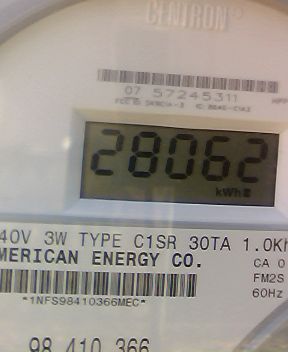 CENTRON®
07 57245311
28062
kWh
40V 3W TYPE C1SR 30TA 1.0Kh
MERICAN ENERGY CO.
CA 0
FM2S
60Hz
*1NFS98410366MEC*
98 410 366